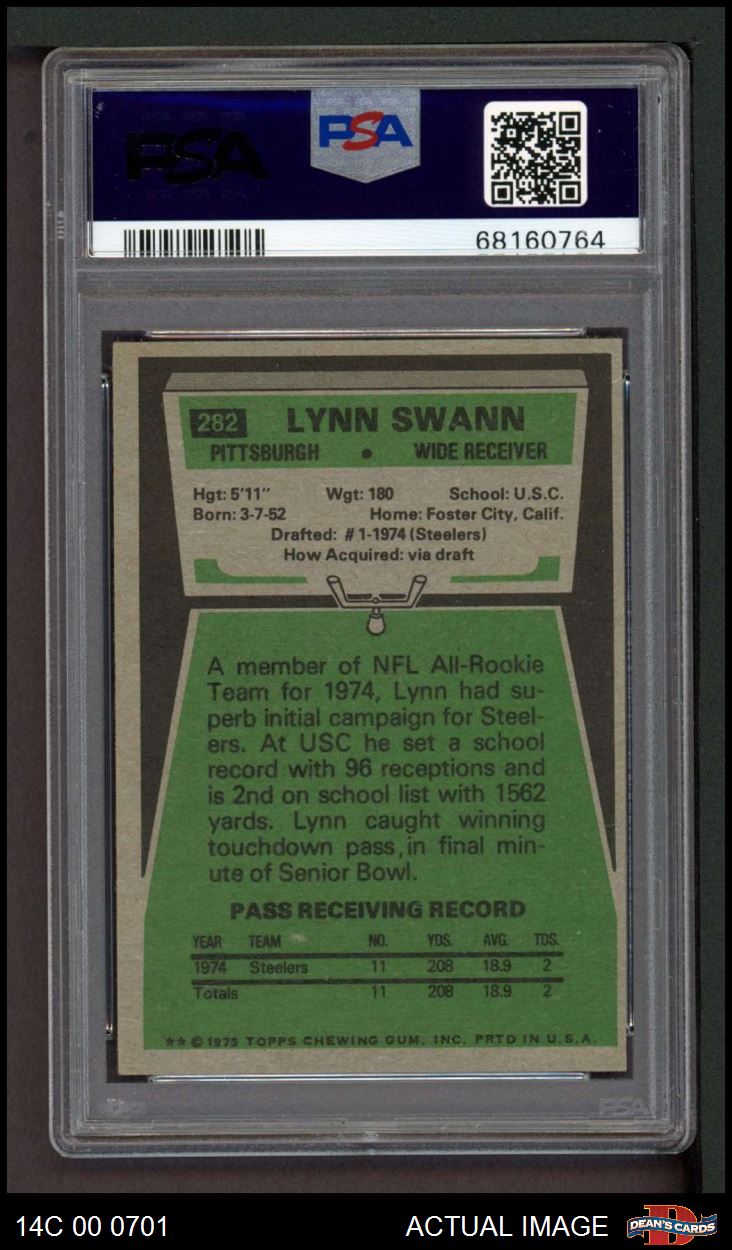 PSA
PSA
68160764
282 LYNN SWANN
PITTSBURGH • WIDE RECEIVER
Hgt: 5'11" Wgt: 180 School: U.S.C.
Born: 3-7-52 Home: Foster City, Calif.
Drafted: #1-1974 (Steelers)
How Acquired: via draft
A member of NFL All-Rookie
Team for 1974, Lynn had su-
perb initial campaign for Steel-
ers. At USC he set a school
record with 96 receptions and
is 2nd on school list with 1562
yards. Lynn caught winning
touchdown pass, in final min-
ute of Senior Bowl.
PASS RECEIVING RECORD
YEAR TEAM NO. YDS. AVG. TDS.
1974 Steelers 11 208 18.9 2
Totals 11 208 18.9 2
** © 1975 TOPPS CHEWING GUM, INC. PRTD IN U.S.A.
PSA
14C 00 0701 ACTUAL IMAGE DEAN'S CARDS